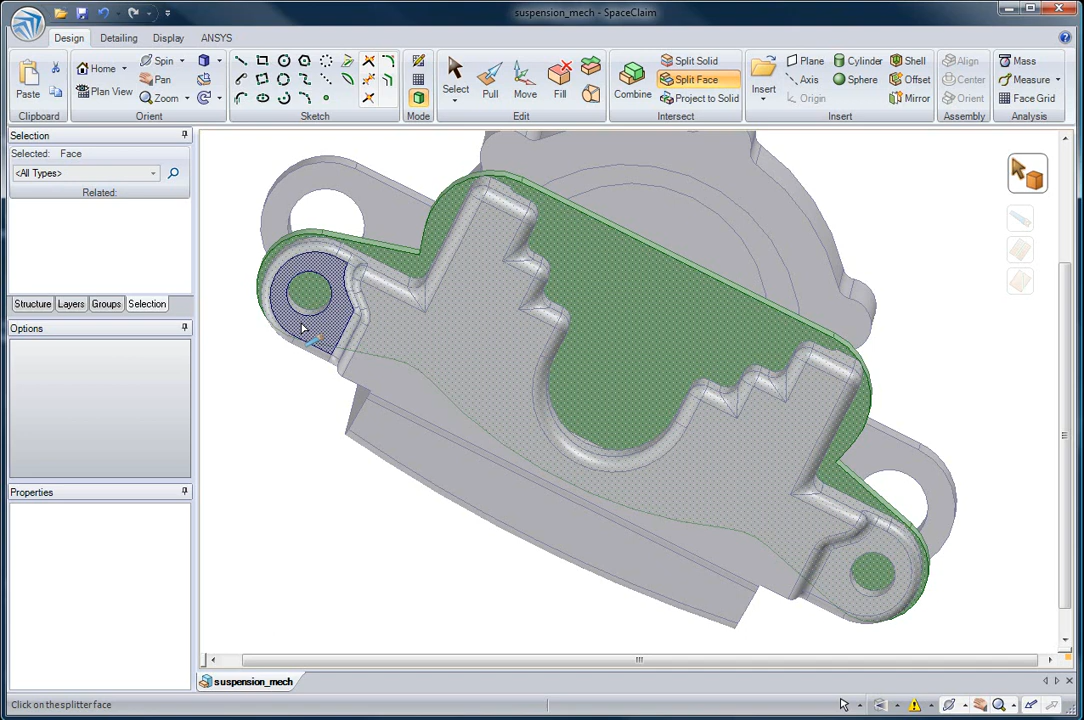 suspension_mech - SpaceClaim
Design Detailing Display ANSYS
Paste
Clipboard
Home Spin
Plan View Pan
Zoom
Orient
Sketch
Mode
Select Pull Move Fill
Edit
Combine
Split Solid
Split Face
Project to Solid
Intersect
Insert
Plane Cylinder Shell
Axis Sphere Offset
Origin Mirror
Insert
Align
Center
Orient
Assembly
Mass
Measure
Face Grid
Analysis
Selection
Selected: Face
<All Types>
Related:
Structure Layers Groups Selection
Options
Properties
suspension_mech
Click on the splitter face